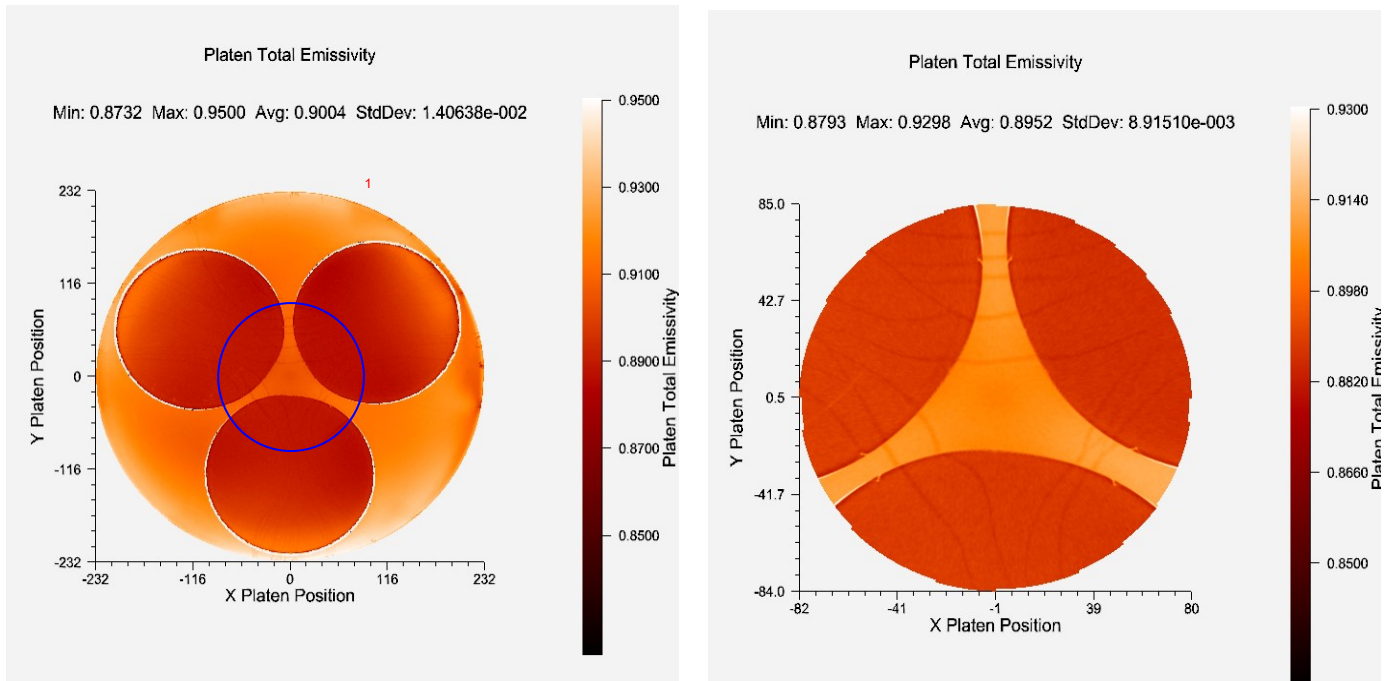 Platen Total Emissivity
Min: 0.8732 Max: 0.9500 Avg: 0.9004 StdDev: 1.40638e-002
1
0.9500
0.9300
0.9100
0.8900
0.8700
0.8500
Platen Total Emissivity
232
116
0
-116
-232
Y Platen Position
-232 -116 0 116 232
X Platen Position
Platen Total Emissivity
Min: 0.8793 Max: 0.9298 Avg: 0.8952 StdDev: 8.91510e-003
0.9300
0.9140
0.8980
0.8820
0.8660
0.8500
Platen Total Emissivity
85.0
42.7
0.5
-41.7
-84.0
Y Platen Position
-82 -41 -1 39 80
X Platen Position